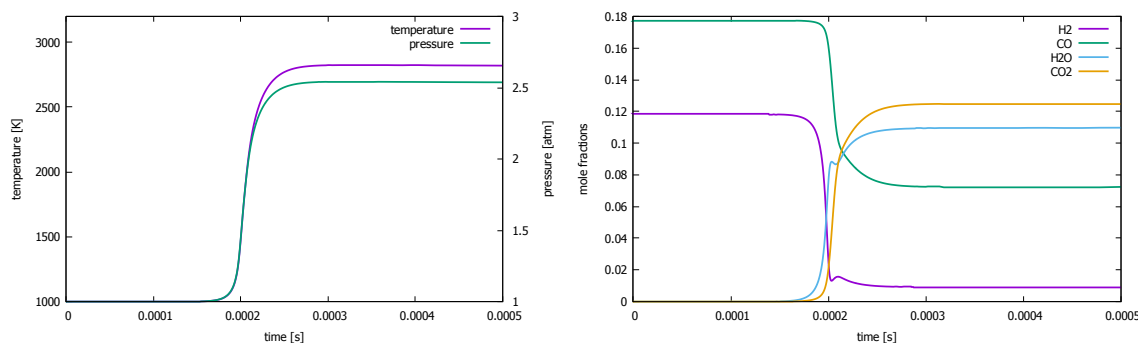 temperature
pressure
3000
2500
2000
1500
1000
temperature [K]
3
2.5
2
1.5
1
pressure [atm]
0
0.0001
0.0002
0.0003
0.0004
0.0005
time [s]
H2
CO
H2O
CO2
0.18
0.16
0.14
0.12
0.1
0.08
0.06
0.04
0.02
0
mole fractions
0
0.0001
0.0002
0.0003
0.0004
0.0005
time [s]